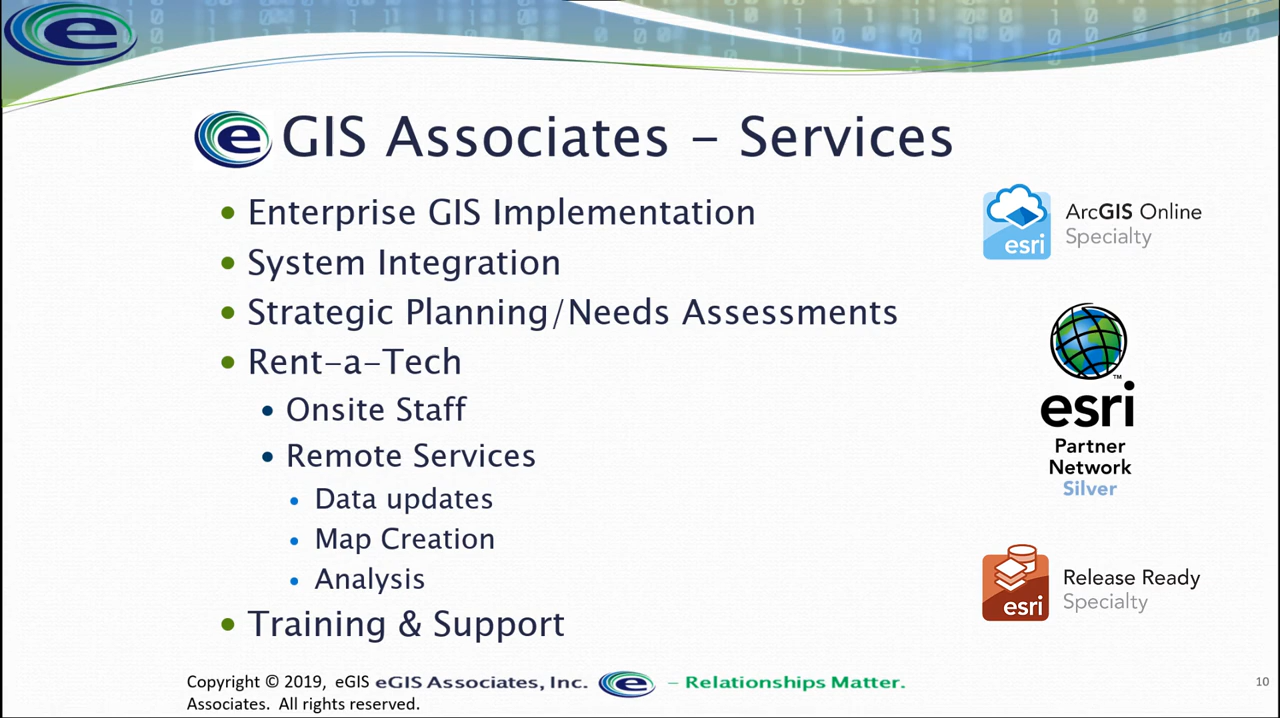 e
e GIS Associates – Services
• Enterprise GIS Implementation
• System Integration
• Strategic Planning/Needs Assessments
• Rent-a-Tech
• Onsite Staff
• Remote Services
• Data updates
• Map Creation
• Analysis
• Training & Support
esri ArcGIS Online
Specialty
esri
Partner
Network
Silver
esri Release Ready
Specialty
Copyright © 2019, eGIS eGIS Associates, Inc. e – Relationships Matter.
Associates. All rights reserved.
10